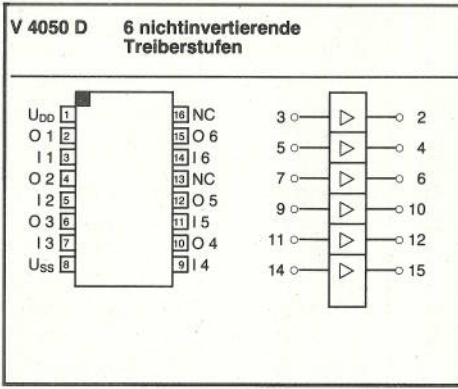 V 4050 D 6 nichtinvertierende
Treiberstufen
U_DD 1 16 NC
O 1 2 15 O 6
I 1 3 14 I 6
O 2 4 13 NC
I 2 5 12 O 5
O 3 6 11 I 5
I 3 7 10 O 4
U_SS 8 9 I 4
3 2
5 4
7 6
9 10
11 12
14 15